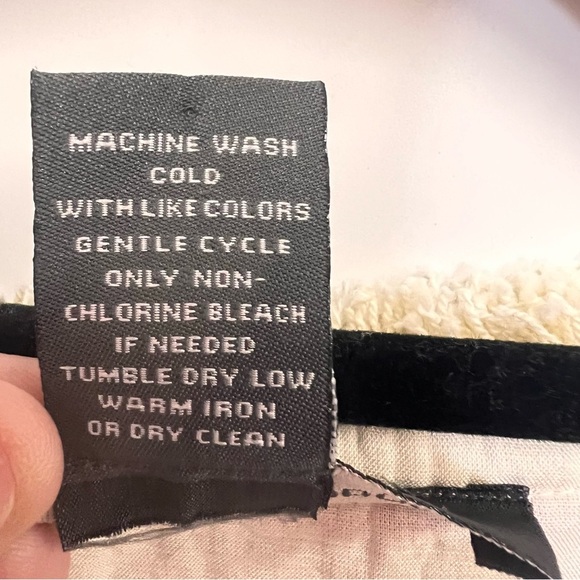 MACHINE WASH
COLD
WITH LIKE COLORS
GENTLE CYCLE
ONLY NON-
CHLORINE BLEACH
IF NEEDED
TUMBLE DRY LOW
WARM IRON
OR DRY CLEAN